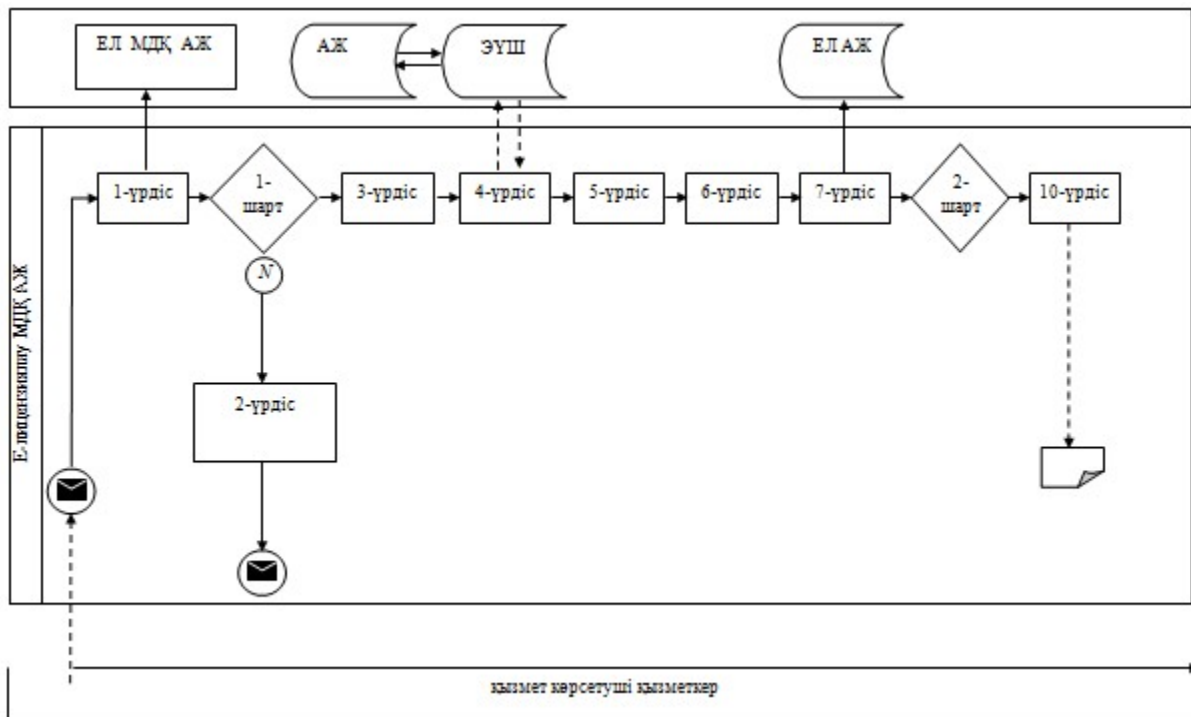 ЕЛ МДҚ АЖ
АЖ
ЭҮШ
ЕЛ АЖ
Е-лицензиялау МДҚ АЖ
1-үрдіс
1-
шарт
3-үрдіс
4-үрдіс
5-үрдіс
6-үрдіс
7-үрдіс
2-
шарт
10-үрдіс
N
2-үрдіс
қызмет көрсетуші қызметкер